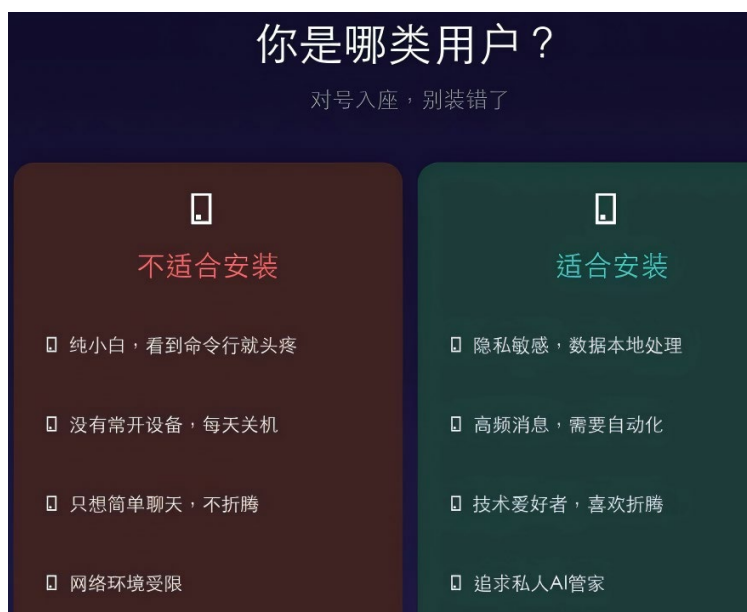 你是哪类用户？
对号入座，别装错了
不适合安装
纯小白，看到命令行就头疼
没有常开设备，每天关机
只想简单聊天，不折腾
网络环境受限
适合安装
隐私敏感，数据本地处理
高频消息，需要自动化
技术爱好者，喜欢折腾
追求私人AI管家